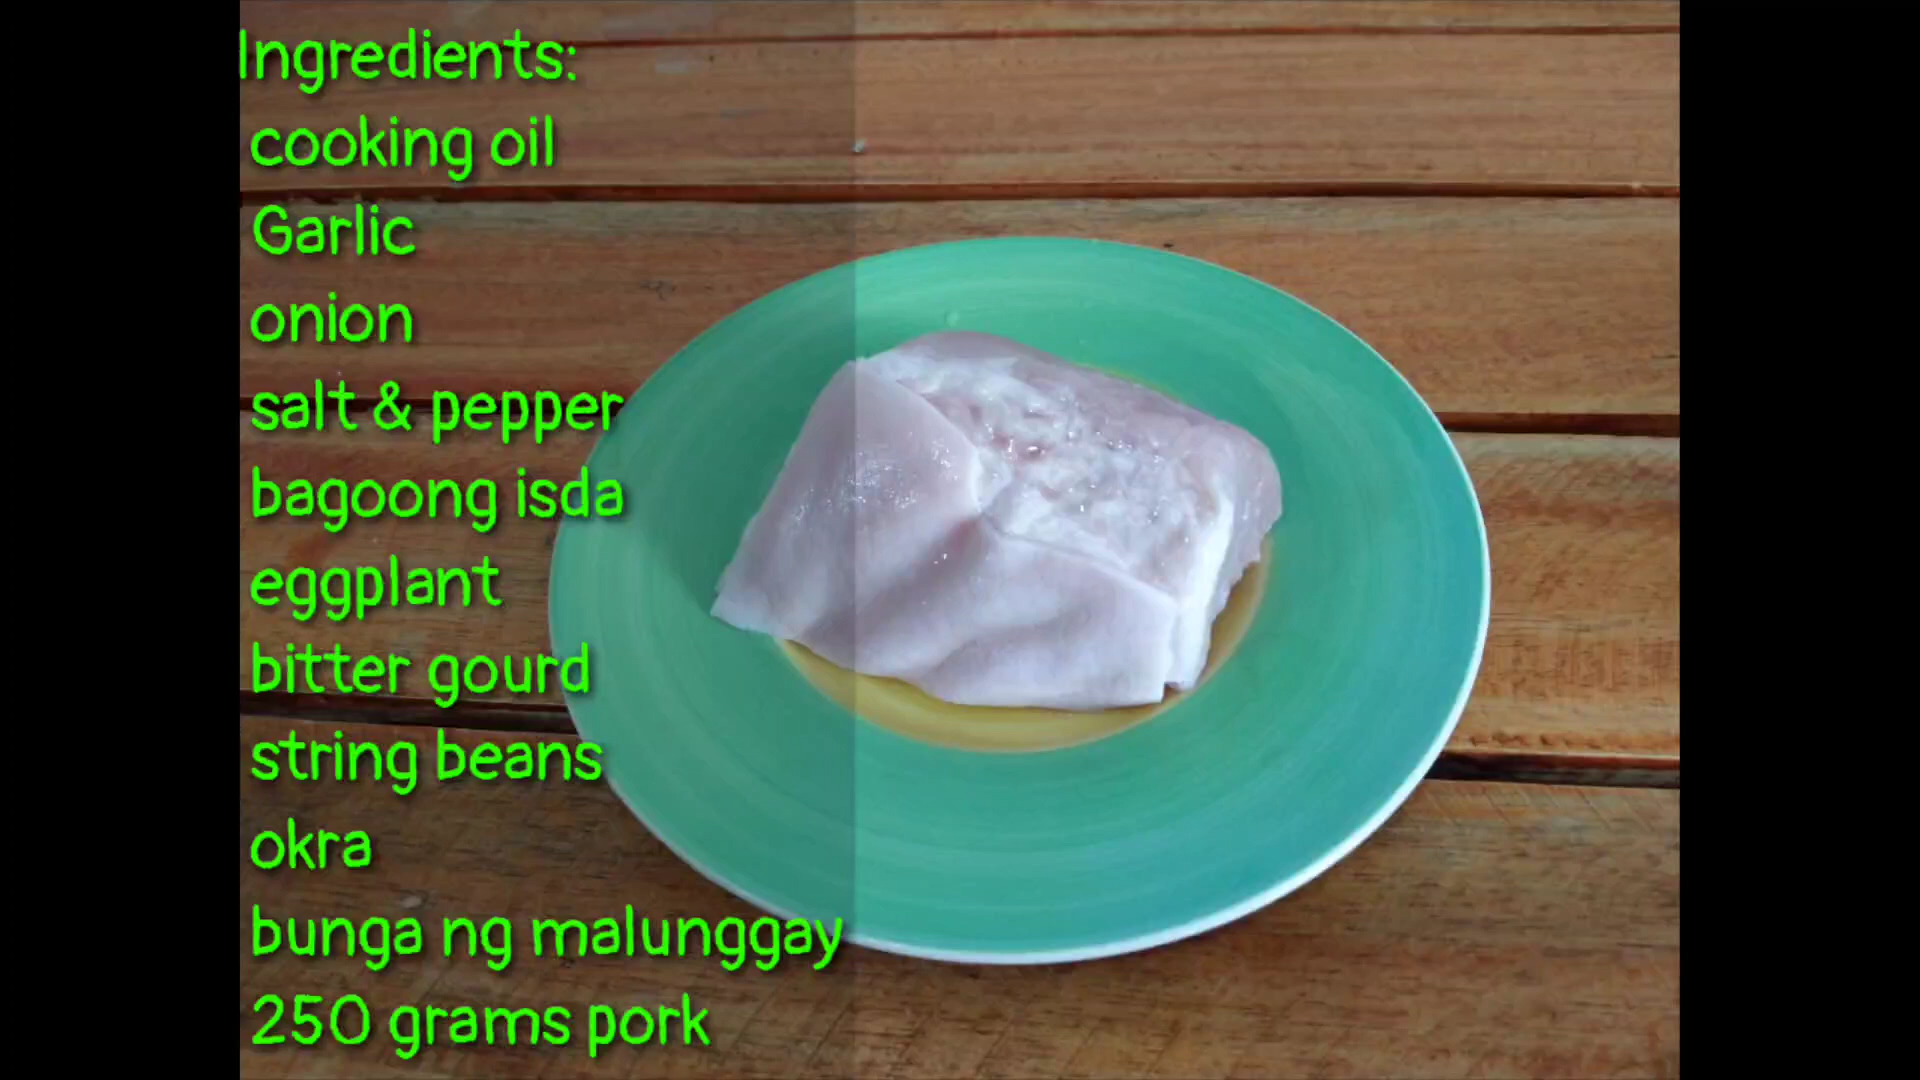 Ingredients:
cooking oil
Garlic
onion
salt & pepper
bagoong isda
eggplant
bitter gourd
string beans
okra
bunga ng malunggay
250 grams pork